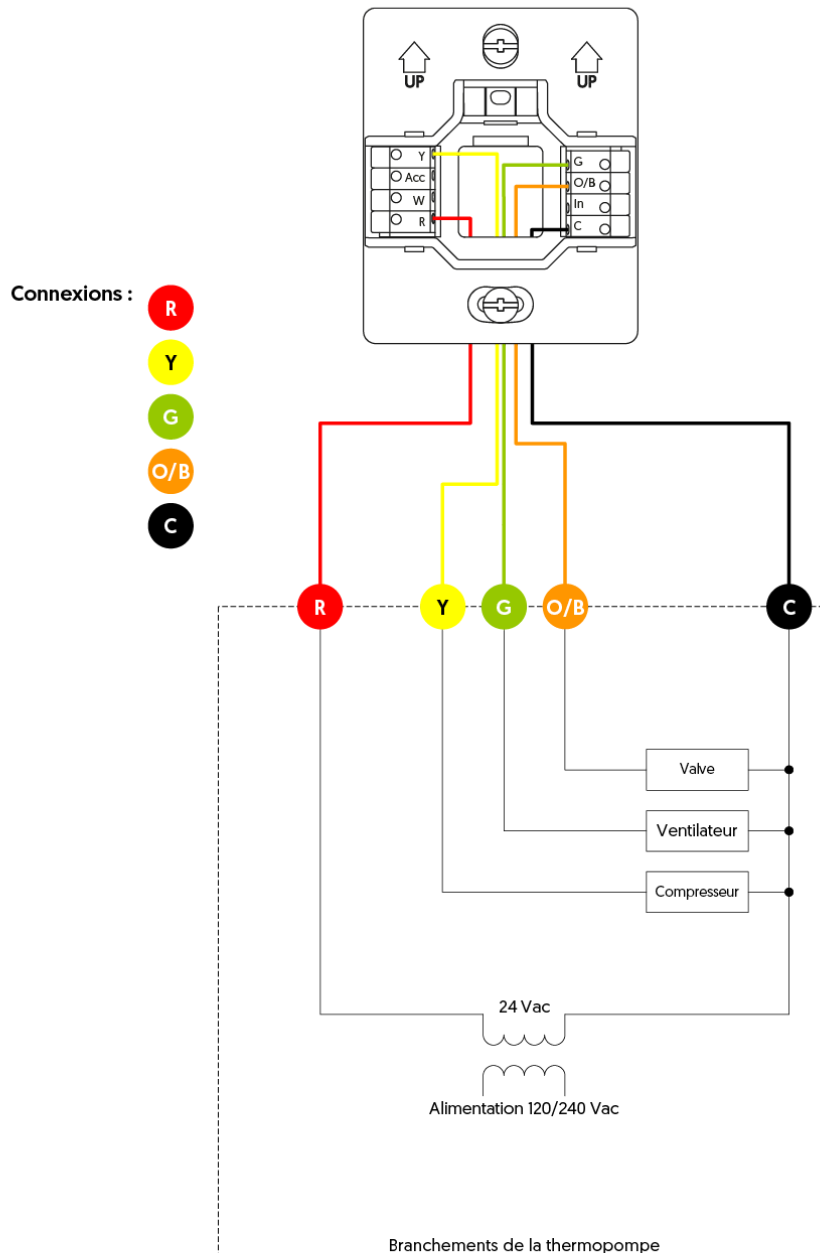 UP
UP
Y
Acc
W
R
G
O/B
In
C
Connexions :
R
Y
G
O/B
C
R
Y
G
O/B
C
Valve
Ventilateur
Compresseur
24 Vac
Alimentation 120/240 Vac
Branchements de la thermopompe